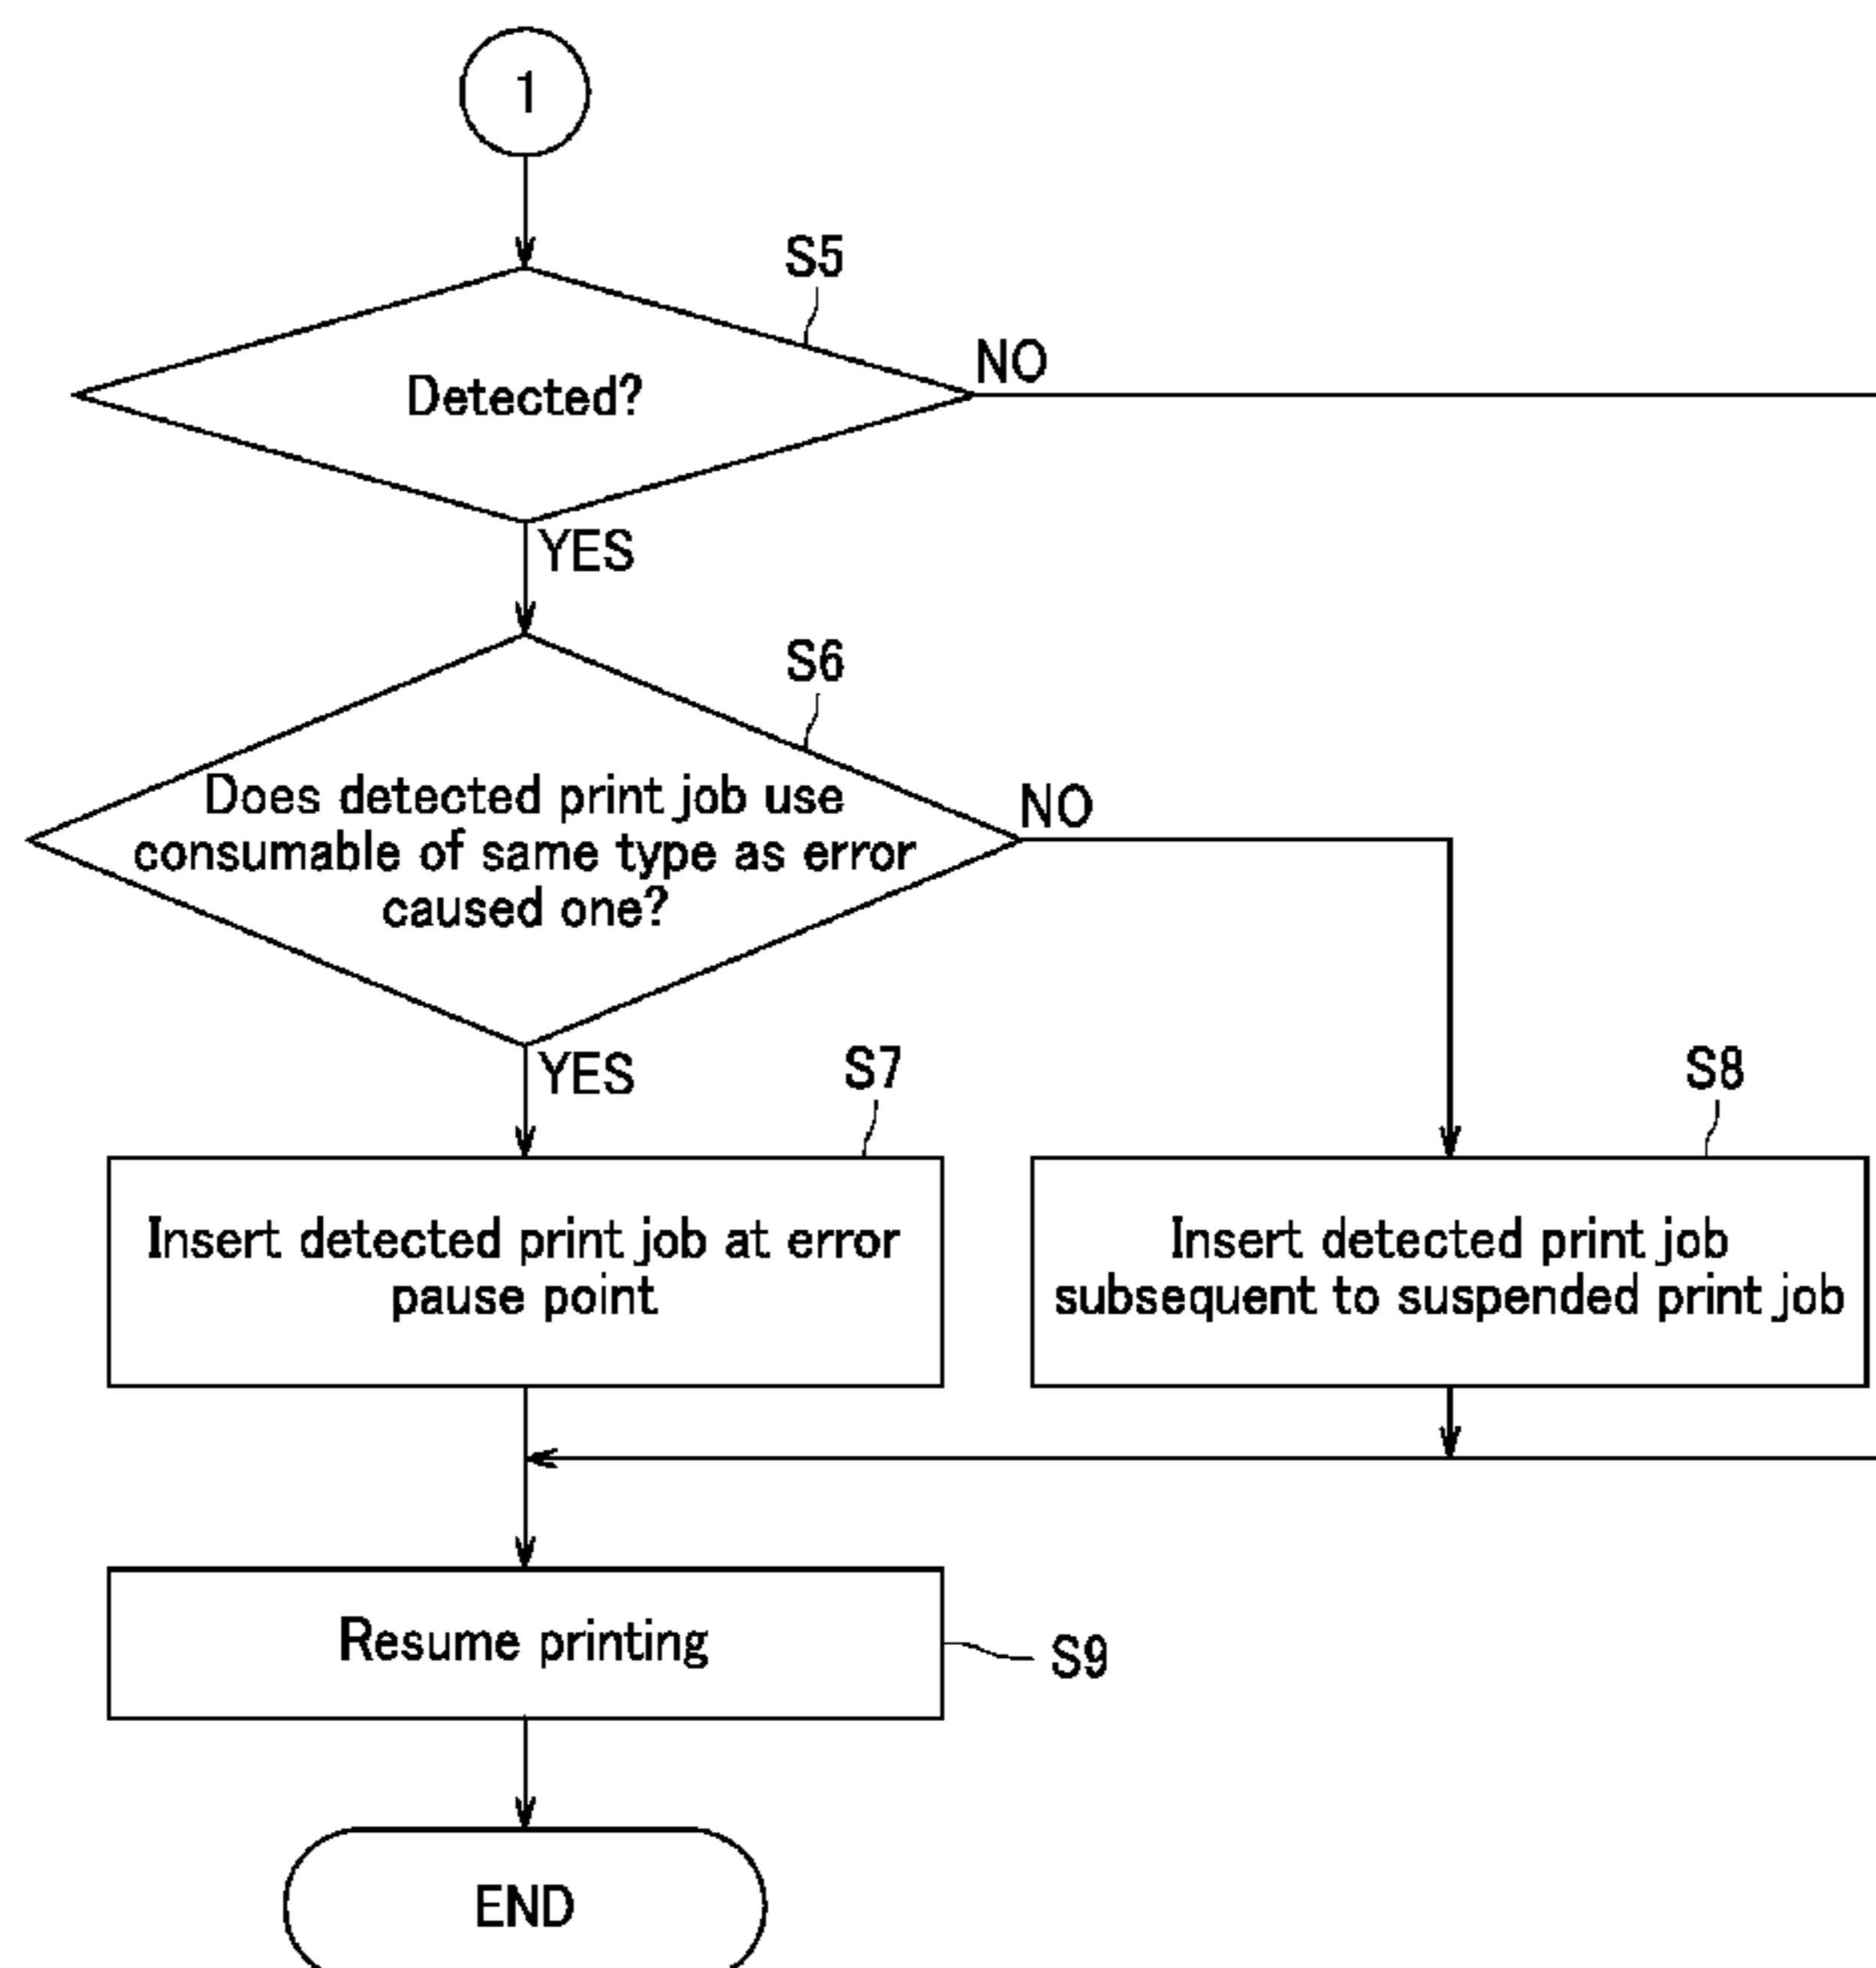 1
S5
Detected?
NO
YES
S6
Does detected print job use
consumable of same type as error
caused one?
NO
YES
S7
S8
Insert detected print job at error
pause point
Insert detected print job
subsequent to suspended print job
Resume printing
S9
END